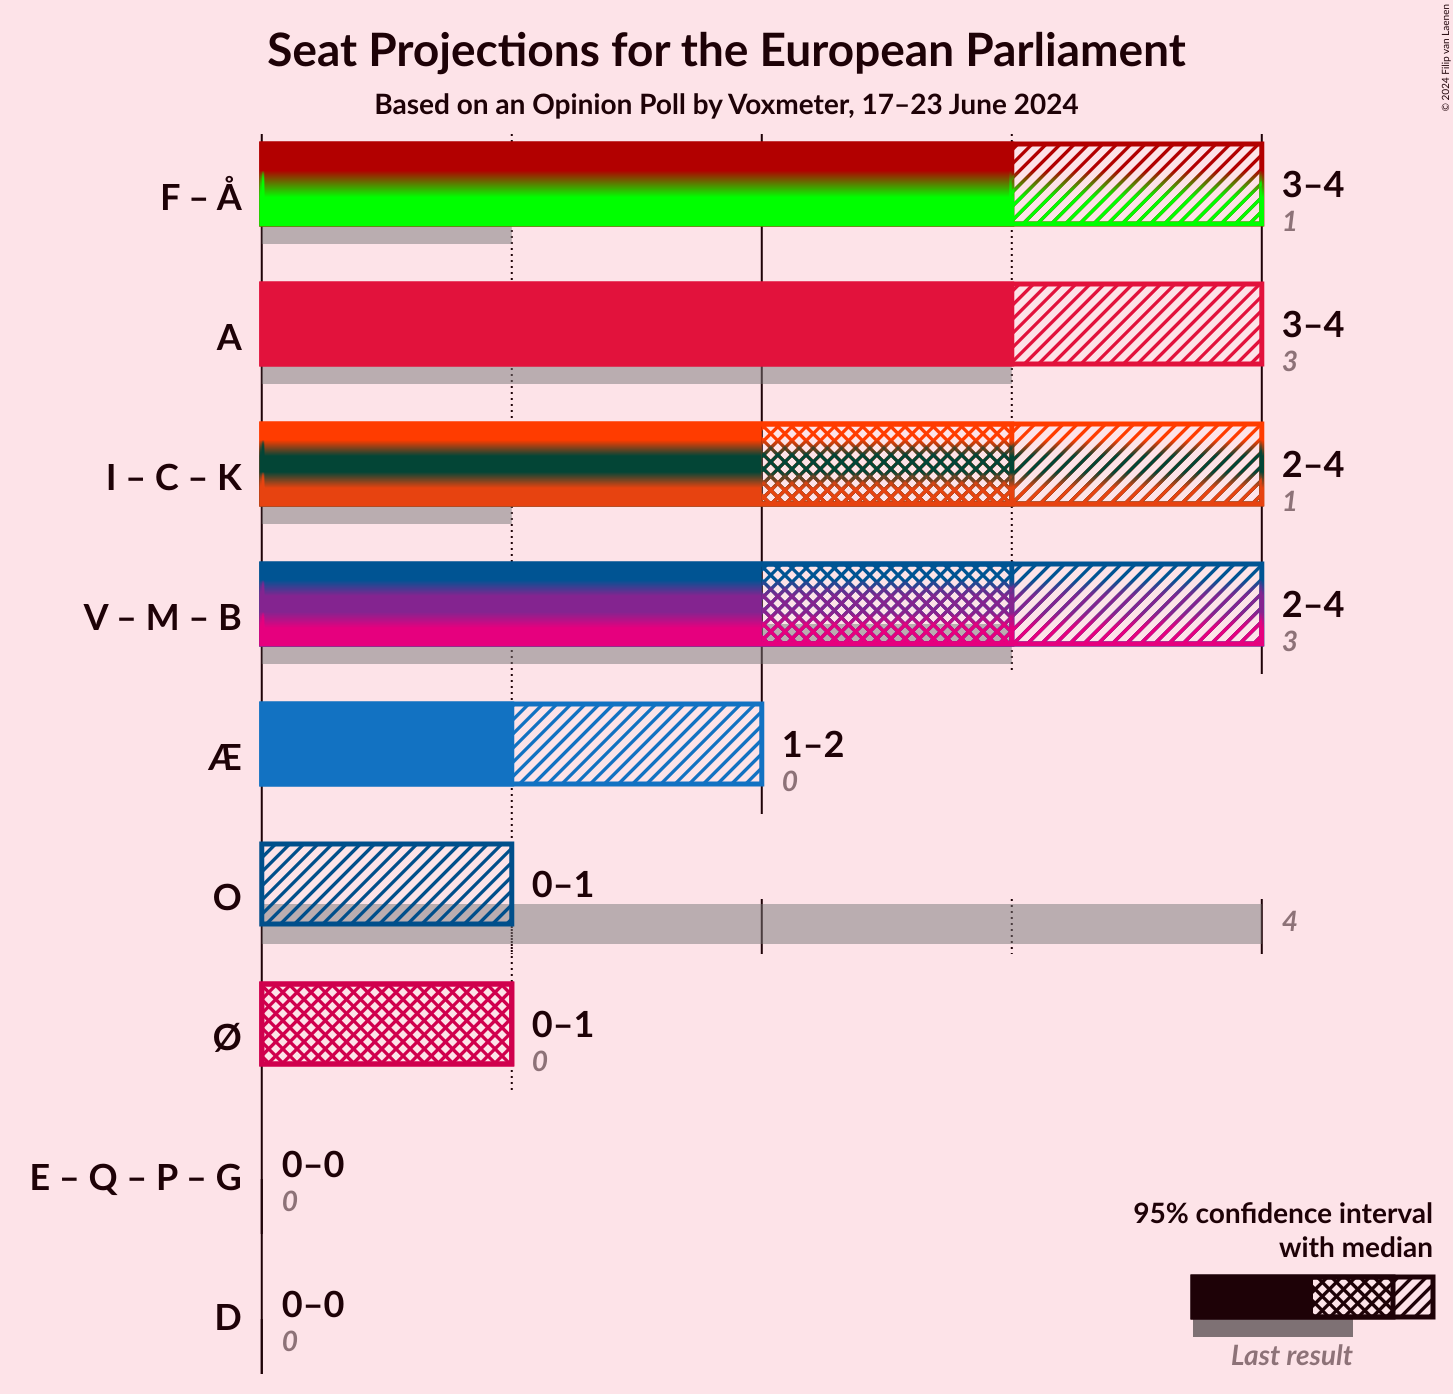 Seat Projections for the European Parliament
Based on an Opinion Poll by Voxmeter, 17–23 June 2024
© 2024 Filip van Laenen
F – Å
3–4
1
A
3–4
3
I – C – K
2–4
1
V – M – B
2–4
3
Æ
1–2
0
O
0–1
4
Ø
0–1
0
E – Q – P – G
0–0
0
D
0–0
0
95% confidence interval
with median
Last result